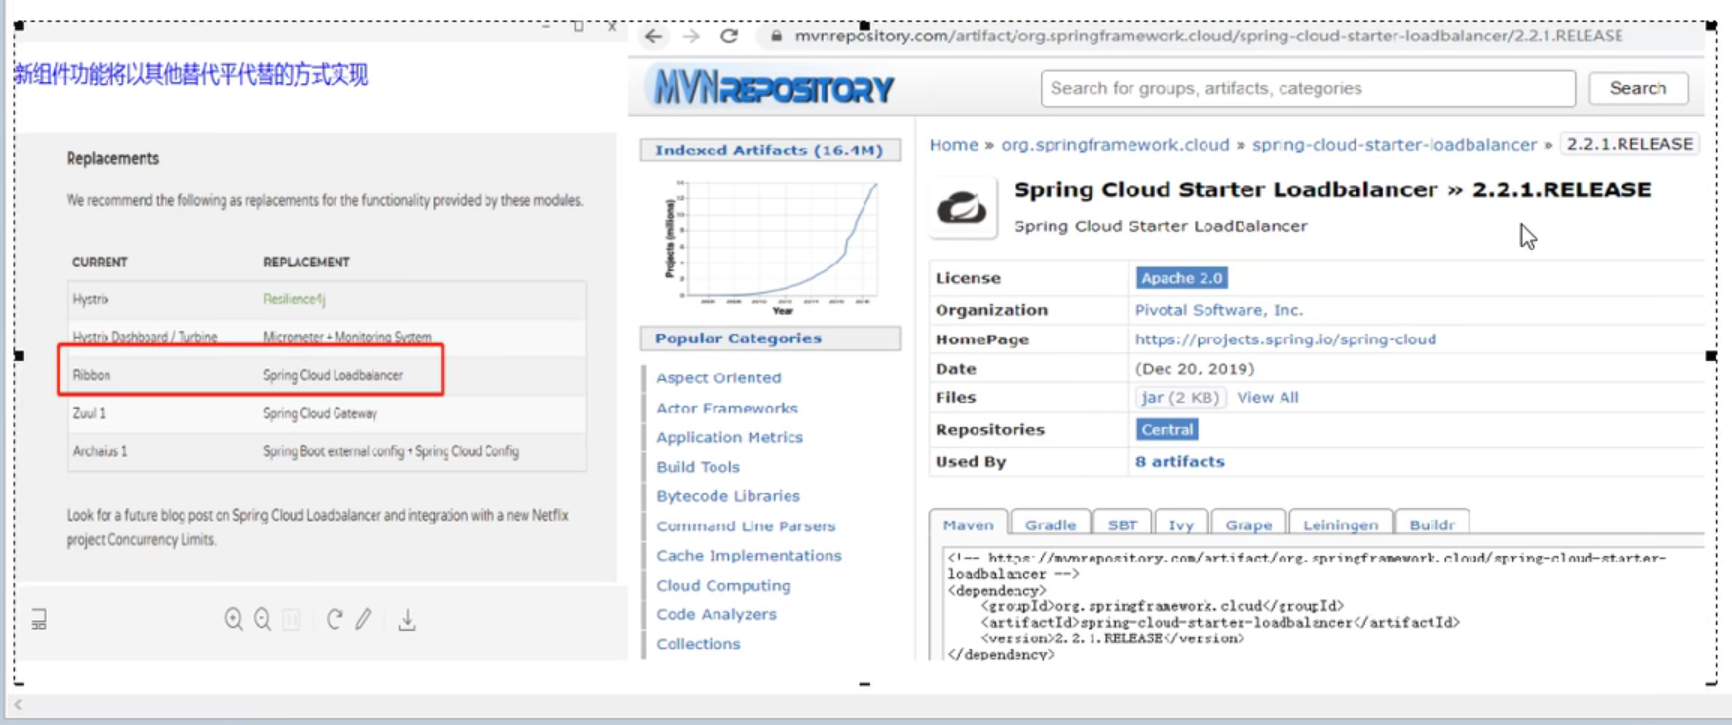 新组件功能将以其他替代平代替的方式实现
Replacements
We recommend the following as replacements for the functionality provided by these modules.
CURRENT REPLACEMENT
Hystrix Resilience4j
Hystrix Dashboard / Turbine Micrometer + Monitoring System
Ribbon Spring Cloud Loadbalancer
Zuul 1 Spring Cloud Gateway
Archaius 1 Spring Boot external config + Spring Cloud Config
Look for a future blog post on Spring Cloud Loadbalancer and integration with a new Netflix
project Concurrency Limits.
mvnrepository.com/artifact/org.springframework.cloud/spring-cloud-starter-loadbalancer/2.2.1.RELEASE
MVNREPOSITORY
Search for groups, artifacts, categories
Search
Indexed Artifacts (16.4M)
Projects (millions)
Year
Popular Categories
Aspect Oriented
Actor Frameworks
Application Metrics
Build Tools
Bytecode Libraries
Command Line Parsers
Cache Implementations
Cloud Computing
Code Analyzers
Collections
Home » org.springframework.cloud » spring-cloud-starter-loadbalancer » 2.2.1.RELEASE
Spring Cloud Starter Loadbalancer » 2.2.1.RELEASE
Spring Cloud Starter LoadBalancer
License Apache 2.0
Organization Pivotal Software, Inc.
HomePage https://projects.spring.io/spring-cloud
Date (Dec 20, 2019)
Files jar (2 KB) View All
Repositories Central
Used By 8 artifacts
Maven Gradle SBT Ivy Grape Leiningen Buildr
<!-- https://mvnrepository.com/artifact/org.springframework.cloud/spring-cloud-starter-
loadbalancer -->
<dependency>
<groupId>org.springframework.cloud</groupId>
<artifactId>spring-cloud-starter-loadbalancer</artifactId>
<version>2.2.1.RELEASE</version>
</dependency>